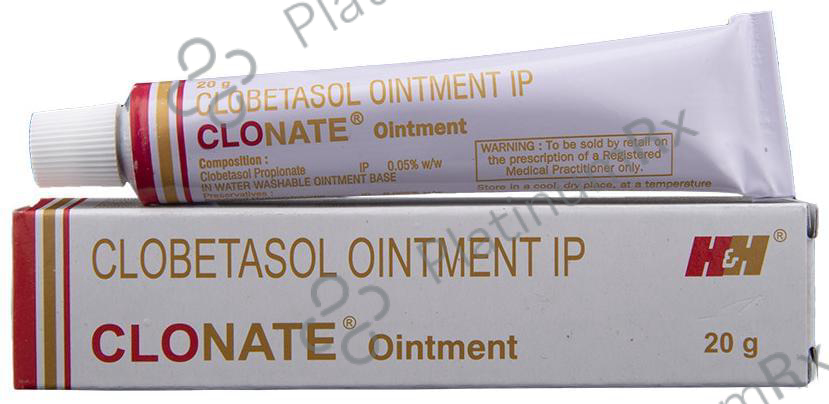 20 g
CLOBETASOL OINTMENT IP
CLONATE® Ointment
Composition :
Clobetasol Propionate IP 0.05% w/w
IN WATER WASHABLE OINTMENT BASE
Preservatives :
WARNING : To be sold by retail on
the prescription of a Registered
Medical Practitioner only.
Store in a cool, dry place, at a temperature
CLOBETASOL OINTMENT IP
H&H®
CLONATE® Ointment
20 g
PlatinumRx